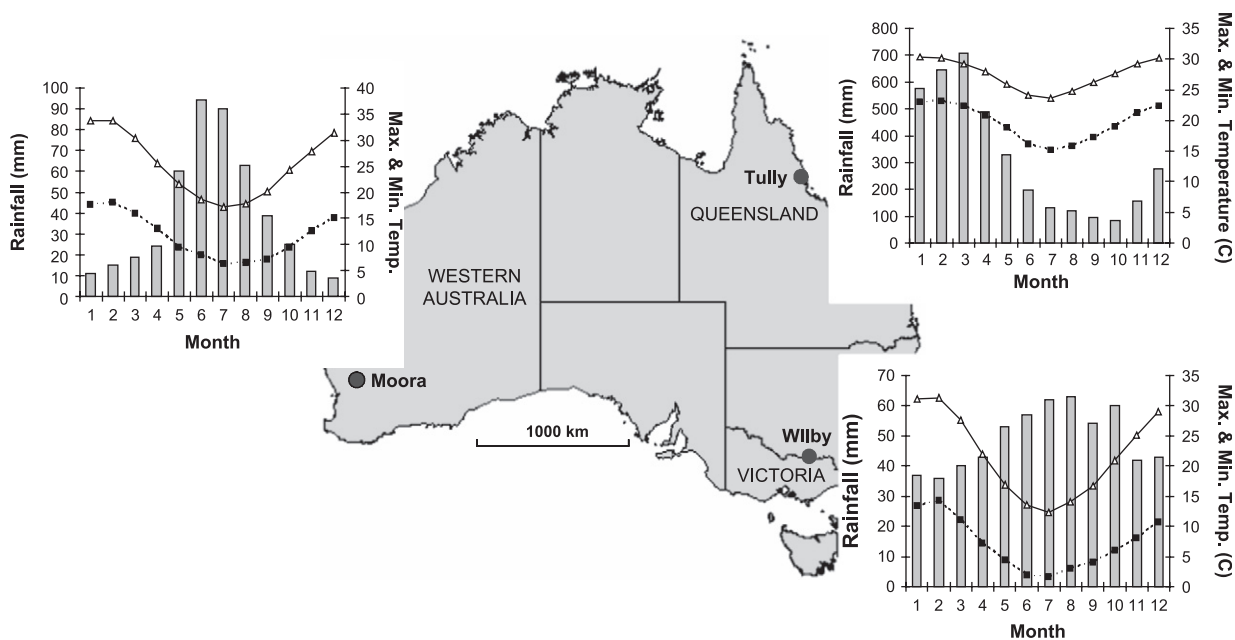 100
90
80
70
60
50
40
30
20
10
0
Rainfall (mm)
40
35
30
25
20
15
10
5
0
Max. & Min. Temp.
1 2 3 4 5 6 7 8 9 10 11 12
Month
800
700
600
500
400
300
200
100
0
Rainfall (mm)
35
30
25
20
15
10
5
0
Max. & Min. Temperature (C)
1 2 3 4 5 6 7 8 9 10 11 12
Month
Tully
QUEENSLAND
WESTERN
AUSTRALIA
Moora
1000 km
WIlby
VICTORIA
70
60
50
40
30
20
10
0
Rainfall (mm)
35
30
25
20
15
10
5
0
Max. & Min. Temp. (C)
1 2 3 4 5 6 7 8 9 10 11 12
Month